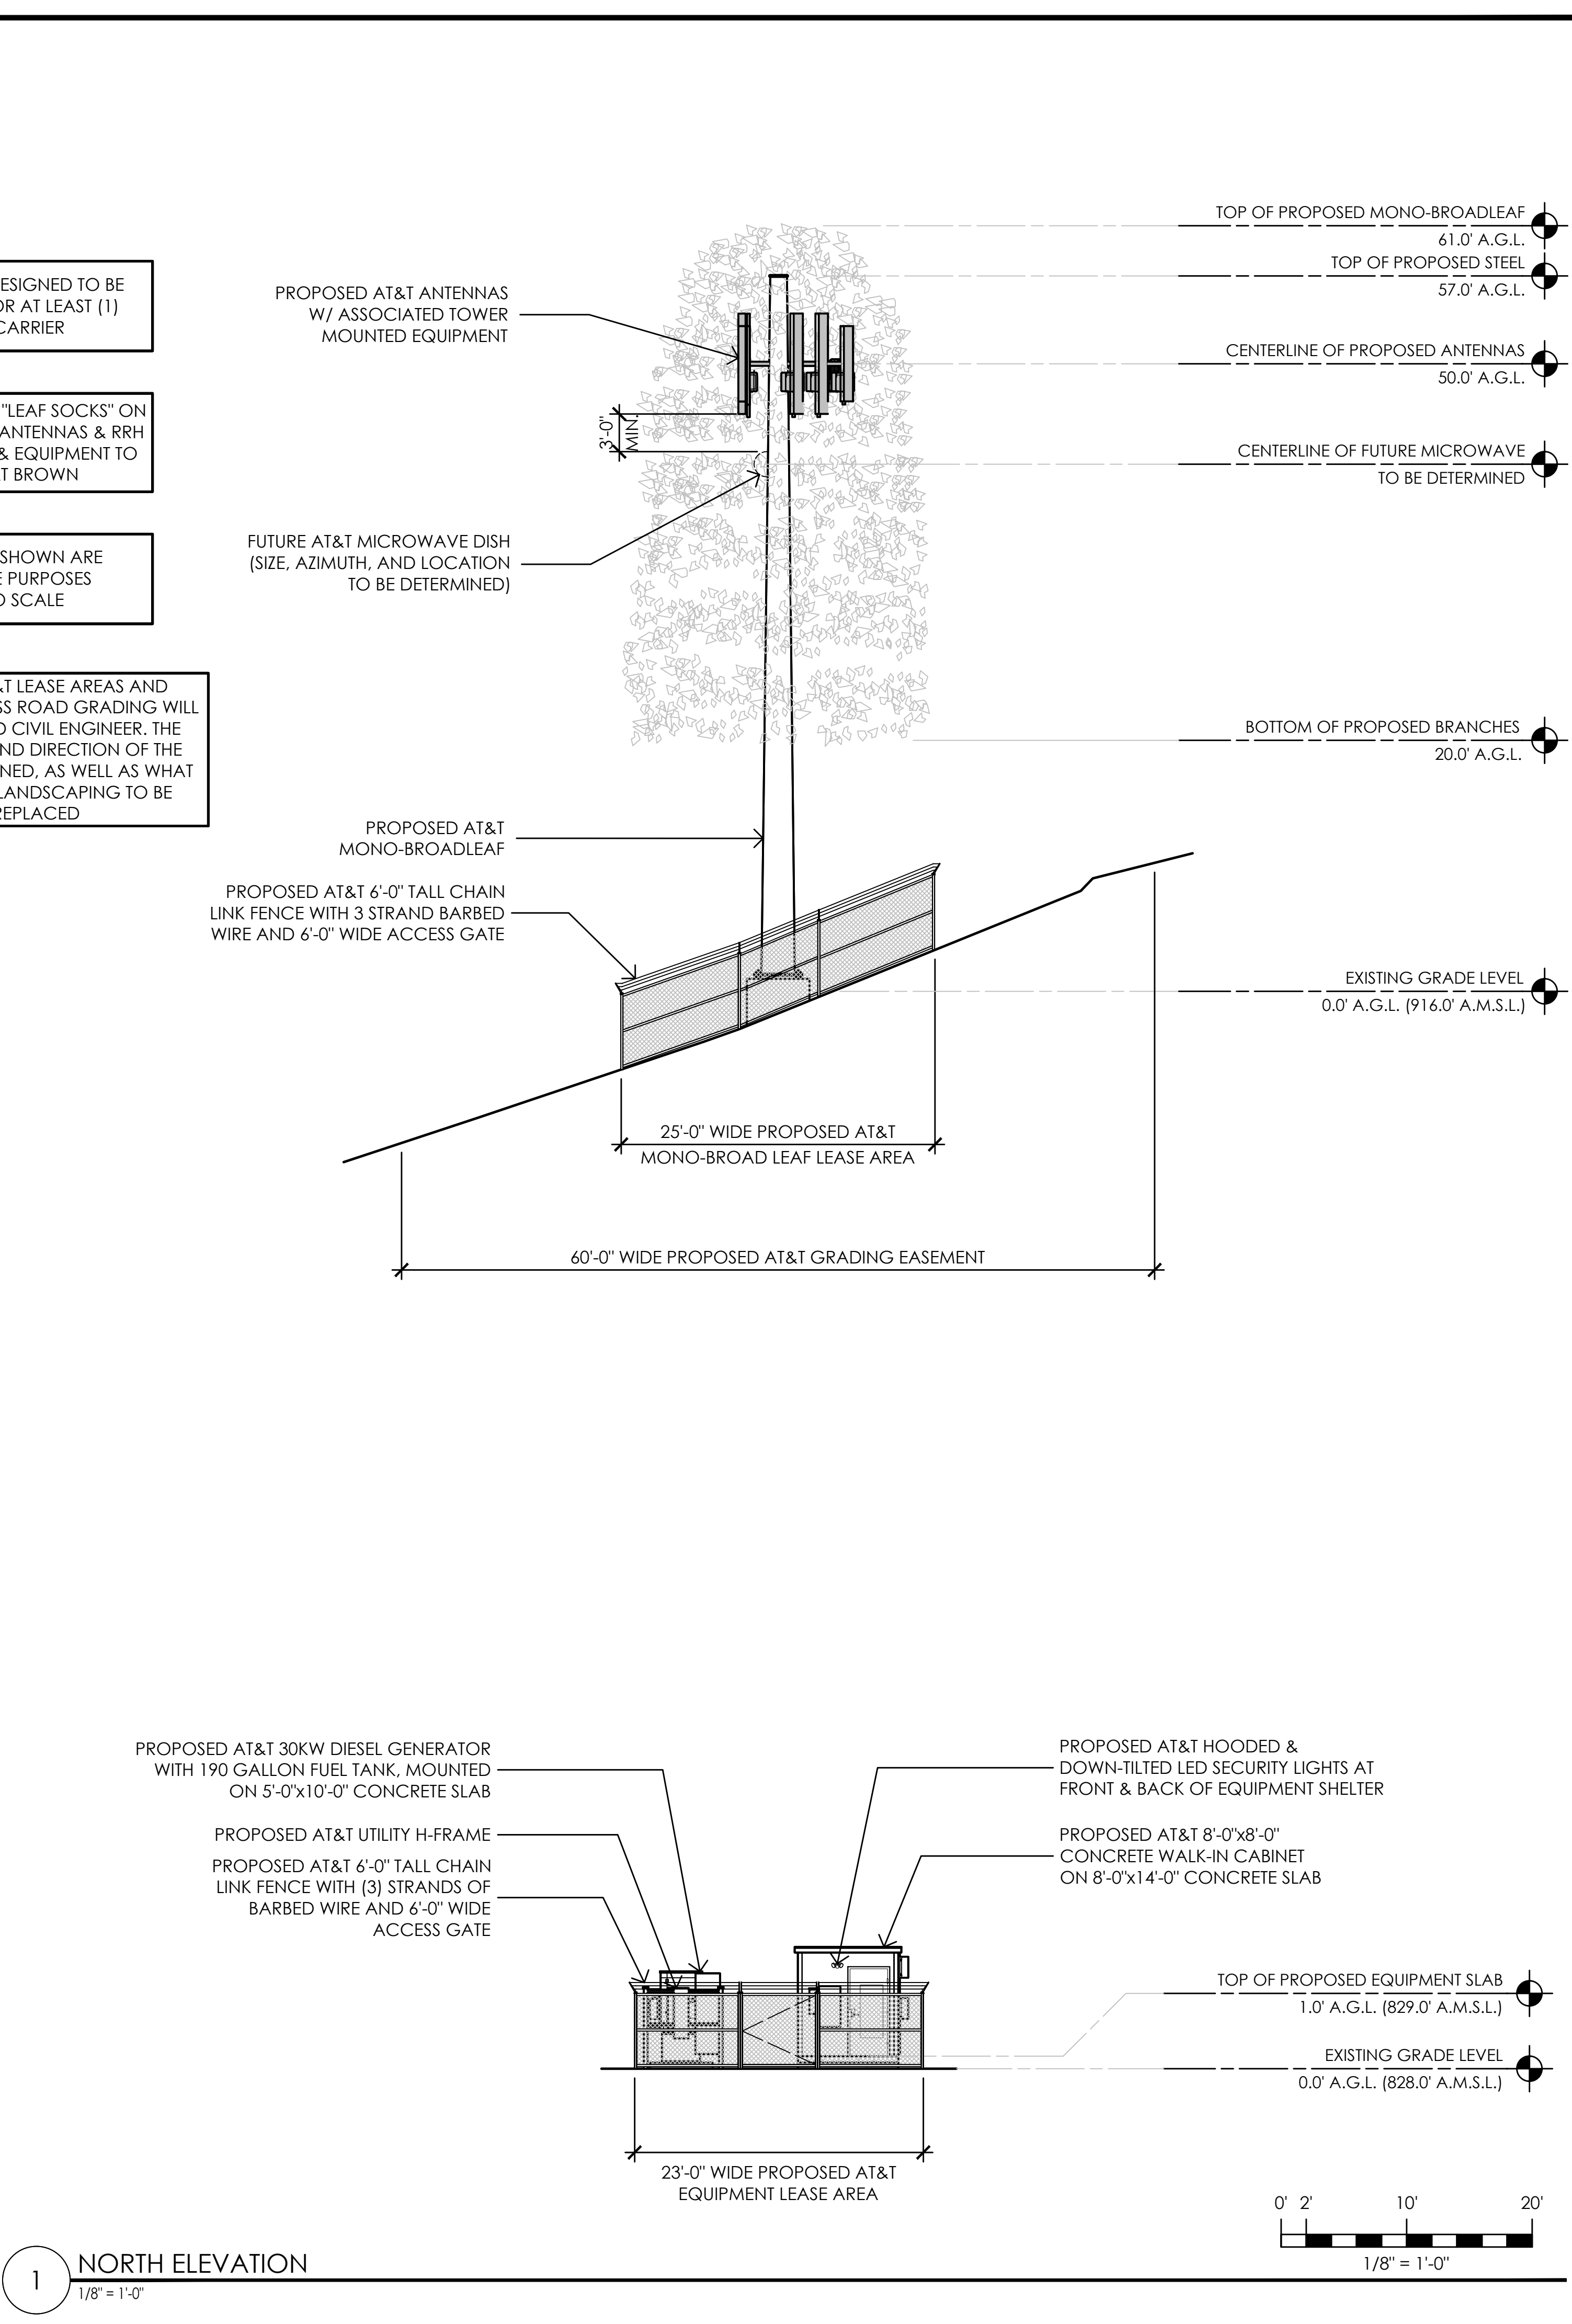 ESIGNED TO BE
OR AT LEAST (1)
CARRIER
"LEAF SOCKS" ON
ANTENNAS & RRH
& EQUIPMENT TO
T BROWN
SHOWN ARE
E PURPOSES
O SCALE
&T LEASE AREAS AND
SS ROAD GRADING WILL
D CIVIL ENGINEER. THE
ND DIRECTION OF THE
NED, AS WELL AS WHAT
LANDSCAPING TO BE
REPLACED
PROPOSED AT&T ANTENNAS
W/ ASSOCIATED TOWER
MOUNTED EQUIPMENT
3'-0"
MIN.
FUTURE AT&T MICROWAVE DISH
(SIZE, AZIMUTH, AND LOCATION
TO BE DETERMINED)
PROPOSED AT&T
MONO-BROADLEAF
PROPOSED AT&T 6'-0" TALL CHAIN
LINK FENCE WITH 3 STRAND BARBED
WIRE AND 6'-0" WIDE ACCESS GATE
TOP OF PROPOSED MONO-BROADLEAF
61.0' A.G.L.
TOP OF PROPOSED STEEL
57.0' A.G.L.
CENTERLINE OF PROPOSED ANTENNAS
50.0' A.G.L.
CENTERLINE OF FUTURE MICROWAVE
TO BE DETERMINED
BOTTOM OF PROPOSED BRANCHES
20.0' A.G.L.
EXISTING GRADE LEVEL
0.0' A.G.L. (916.0' A.M.S.L.)
25'-0" WIDE PROPOSED AT&T
MONO-BROAD LEAF LEASE AREA
60'-0" WIDE PROPOSED AT&T GRADING EASEMENT
PROPOSED AT&T 30KW DIESEL GENERATOR
WITH 190 GALLON FUEL TANK, MOUNTED
ON 5'-0"x10'-0" CONCRETE SLAB
PROPOSED AT&T UTILITY H-FRAME
PROPOSED AT&T 6'-0" TALL CHAIN
LINK FENCE WITH (3) STRANDS OF
BARBED WIRE AND 6'-0" WIDE
ACCESS GATE
PROPOSED AT&T HOODED &
DOWN-TILTED LED SECURITY LIGHTS AT
FRONT & BACK OF EQUIPMENT SHELTER
PROPOSED AT&T 8'-0"x8'-0"
CONCRETE WALK-IN CABINET
ON 8'-0"x14'-0" CONCRETE SLAB
TOP OF PROPOSED EQUIPMENT SLAB
1.0' A.G.L. (829.0' A.M.S.L.)
EXISTING GRADE LEVEL
0.0' A.G.L. (828.0' A.M.S.L.)
23'-0" WIDE PROPOSED AT&T
EQUIPMENT LEASE AREA
0' 2' 10' 20'
1/8" = 1'-0"
1 NORTH ELEVATION
1/8" = 1'-0"